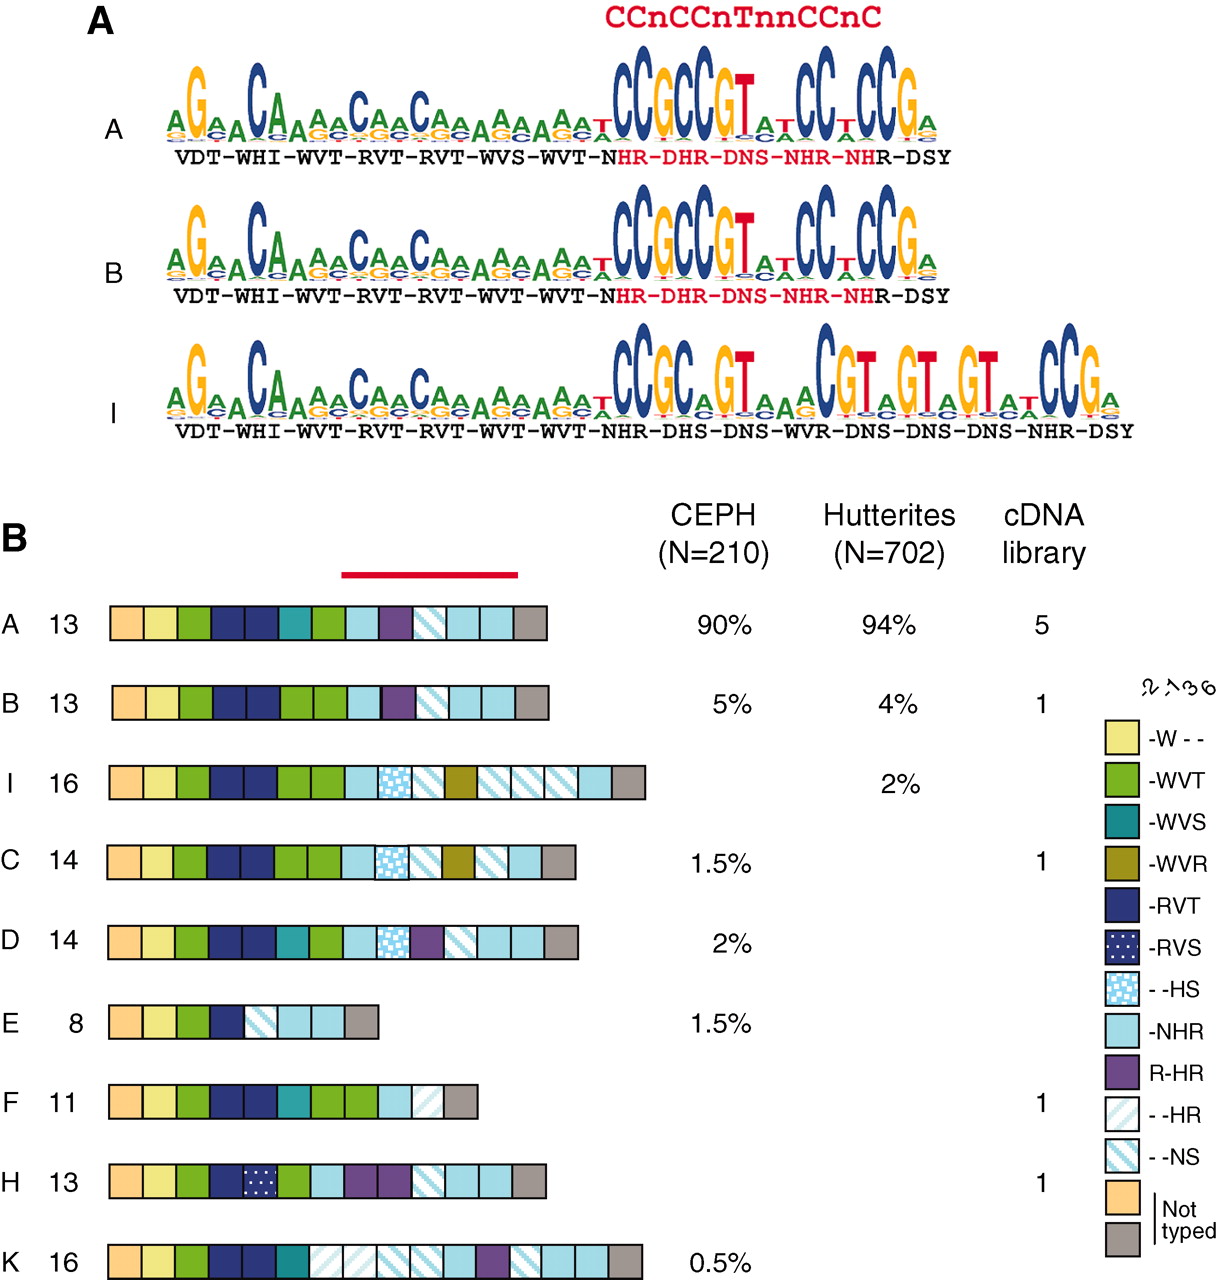 A
CCnCCnTnnCCnC
A
VDT-WHI-WVT-RVT-RVT-WVS-WVT-NHR-DHR-DNS-NHR-NHR-DSY
B
VDT-WHI-WVT-RVT-RVT-WVT-WVT-NHR-DHR-DNS-NHR-NHR-DSY
I
VDT-WHI-WVT-RVT-RVT-WVT-WVT-NHR-DHS-DNS-WVR-DNS-DNS-DNS-NHR-DSY
B
CEPH Hutterites cDNA
(N=210) (N=702) library
A 13 90% 94% 5
B 13 5% 4% 1
I 16 2%
C 14 1.5% 1
D 14 2%
E 8 1.5%
F 11 1
H 13 1
K 16 0.5%
-2 -1 3 6
-W - -
-WVT
-WVS
-WVR
-RVT
-RVS
- -HS
-NHR
R-HR
- -HR
- -NS
Not
typed